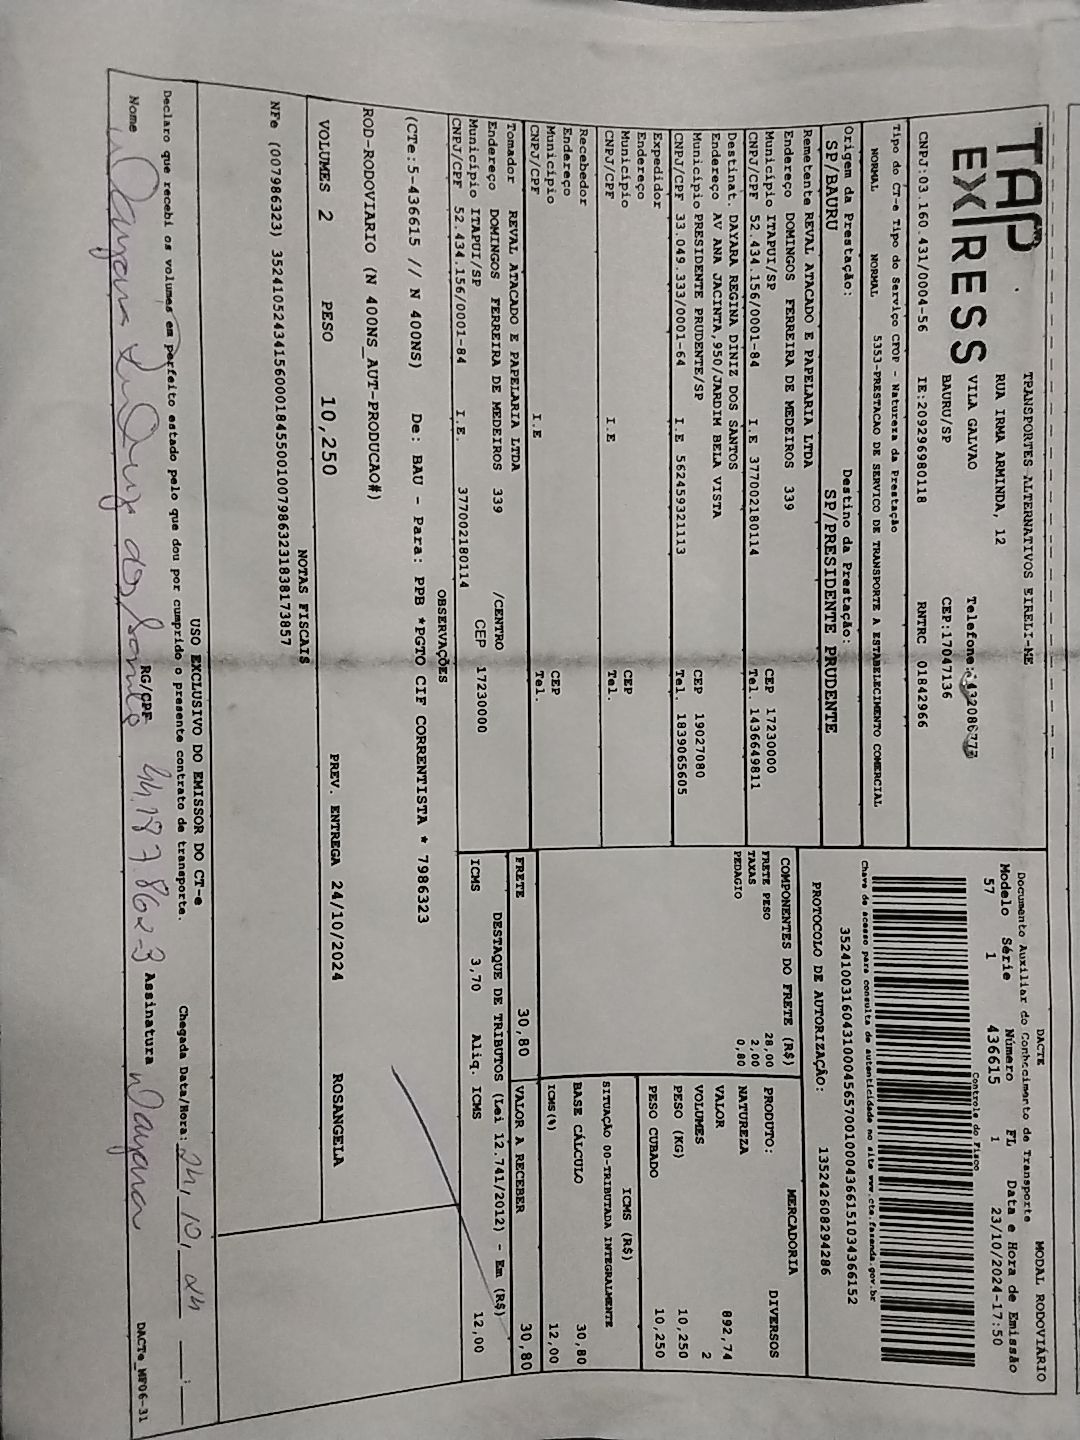 TAP EXPRESS
TRANSPORTES ALTERNATIVOS EIRELI-ME
RUA IRMA ARMINDA, 12
VILA GALVAO
BAURU/SP
CEP:17047136
CNPJ:03.160.431/0004-56 IE:209296980118 RNTRC 01842966
Tipo do CT-e Tipo do Serviço CFOP - Natureza da Prestação
NORMAL NORMAL 5353-PRESTACAO DE SERVICO DE TRANSPORTE A ESTABELECIMENTO COMERCIAL
Origem da Prestação: Destino da Prestação:
SP/BAURU SP/PRESIDENTE PRUDENTE
Remetente REVAL ATACADO E PAPELARIA LTDA
Endereço DOMINGOS FERREIRA DE MEDEIROS 339
Município ITAPUI/SP CEP 17230000
CNPJ/CPF 52.434.156/0001-84 I.E 377002180114 Tel. 1436649811
Destinat. DAYARA REGINA DINIZ DOS SANTOS
Endereço AV ANA JACINTA,950/JARDIM BELA VISTA
Município PRESIDENTE PRUDENTE/SP CEP 19027080
CNPJ/CPF 33.049.333/0001-64 I.E 562459321113 Tel. 1839065605
Expedidor
Endereço
Município CEP
CNPJ/CPF I.E Tel.
Recebedor
Endereço
Município CEP
CNPJ/CPF I.E Tel.
Tomador REVAL ATACADO E PAPELARIA LTDA
Endereço DOMINGOS FERREIRA DE MEDEIROS 339 /CENTRO
Município ITAPUI/SP CEP 17230000
CNPJ/CPF 52.434.156/0001-84 I.E. 377002180114
DACTE MODAL RODOVIÁRIO
Documento Auxiliar do Conhecimento de Transporte
Modelo Série Número FL Data e Hora de Emissão
57 1 436615 1 23/10/2024-17:50
Controle do Fisco
Chave de acesso para consulta de autenticidade no site www.cte.fazenda.gov.br
35241003160431000456570010004366151034366152
PROTOCOLO DE AUTORIZAÇÃO: 135242608294286
COMPONENTES DO FRETE (R$)
FRETE PESO 28,00
TAXAS 2,00
PEDAGIO 0,80
MERCADORIA
PRODUTO: DIVERSOS
NATUREZA
VALOR 892,74
VOLUMES 2
PESO (KG) 10,250
PESO CUBADO 10,250
ICMS (R$)
SITUAÇÃO 00-TRIBUTADA INTEGRALMENTE
BASE CÁLCULO 30,80
ICMS(%) 12,00
FRETE 30,80 VALOR A RECEBER 30,80
DESTAQUE DE TRIBUTOS (Lei 12.741/2012) - Em (R$)
ICMS 3,70 Aliq. ICMS 12,00
OBSERVAÇÕES
(CTe:5-436615 // N 400NS) De: BAU - Para: PPB *PGTO CIF CORRENTISTA * 7986323
ROD-RODOVIARIO (N 400NS_AUT-PRODUCAO#)
VOLUMES 2 PESO 10,250 PREV. ENTREGA 24/10/2024 ROSANGELA
NOTAS FISCAIS
NFe (007986323) 35241052434156000184550010079863231838173857
USO EXCLUSIVO DO EMISSOR DO CT-e
Declaro que recebi os volumes em perfeito estado pelo que dou por cumprido o presente contrato de transporte. Chegada Data/Hora: 24, 10, 24 __:__
Nome dos Santos RG/CPF 44.187.862-3 Assinatura Dayara
DACTe_MF06-31